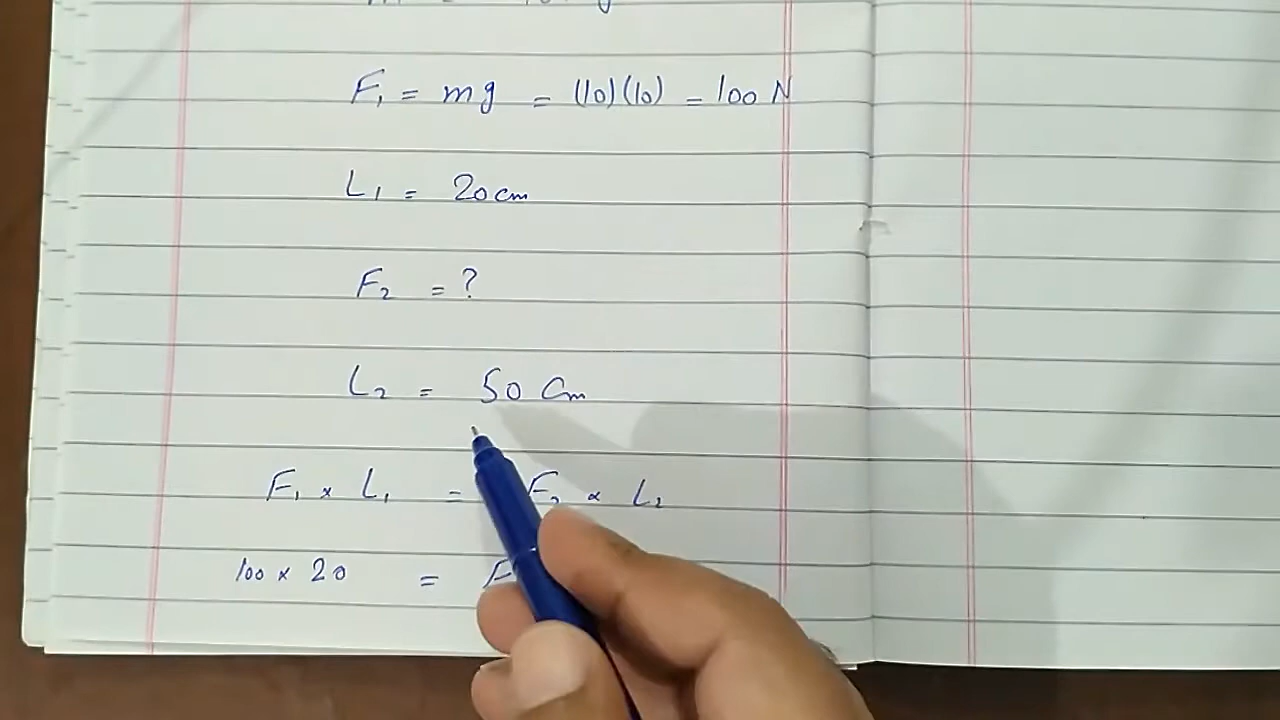 F₁ = mg = (10)(10) = 100 N
L₁ = 20 cm
F₂ = ?
L₂ = 50 Cm
F₁ × L₁ = F₂ × L₂
100 × 20 = F